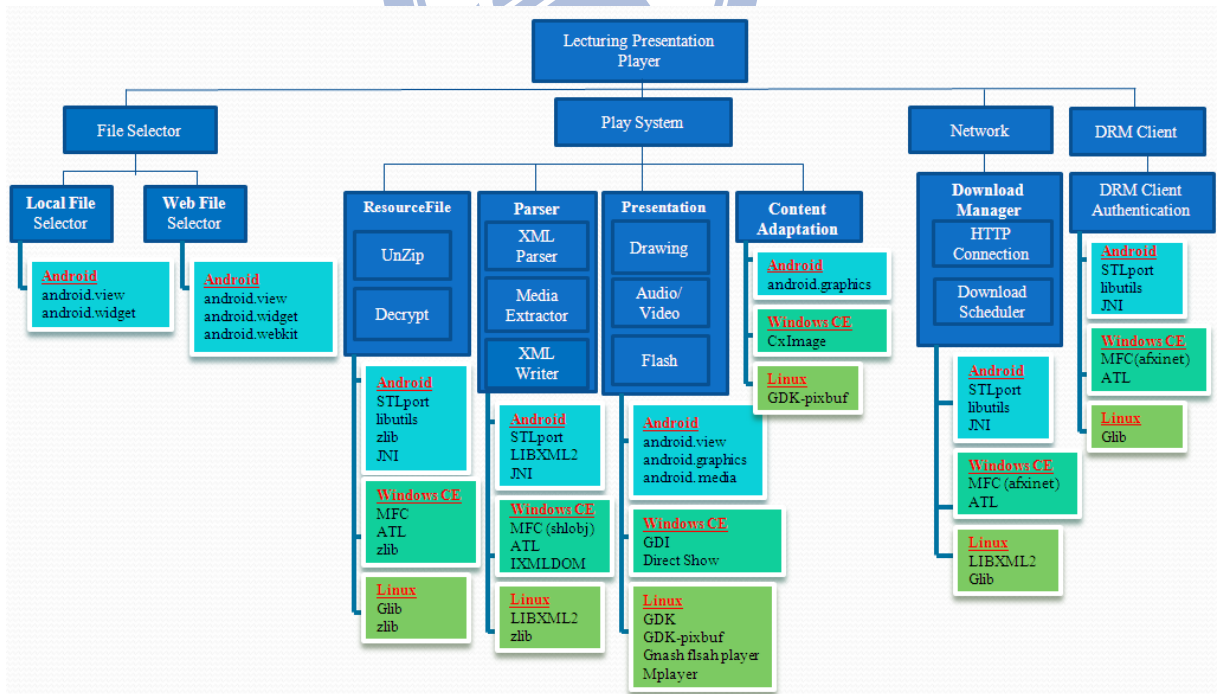 Lecturing Presentation
Player
File Selector
Play System
Network
DRM Client
Local File
Selector
Web File
Selector
Android
android.view
android.widget
Android
android.view
android.widget
android.webkit
ResourceFile
UnZip
Decrypt
Android
STLport
libutils
zlib
JNI
Windows CE
MFC
ATL
zlib
Linux
Glib
zlib
Parser
XML
Parser
Media
Extractor
XML
Writer
Android
STLport
LIBXML2
JNI
Windows CE
MFC (shlobj)
ATL
IXMLDOM
Linux
LIBXML2
zlib
Presentation
Drawing
Audio/
Video
Flash
Android
android.view
android.graphics
android.media
Windows CE
GDI
Direct Show
Linux
GDK
GDK-pixbuf
Gnash flsah player
Mplayer
Content
Adaptation
Android
android.graphics
Windows CE
CxImage
Linux
GDK-pixbuf
Download
Manager
HTTP
Connection
Download
Scheduler
Android
STLport
libutils
JNI
Windows CE
MFC (afxinet)
ATL
Linux
LIBXML2
Glib
DRM Client
Authentication
Android
STLport
libutils
JNI
Windows CE
MFC(afxinet)
ATL
Linux
Glib